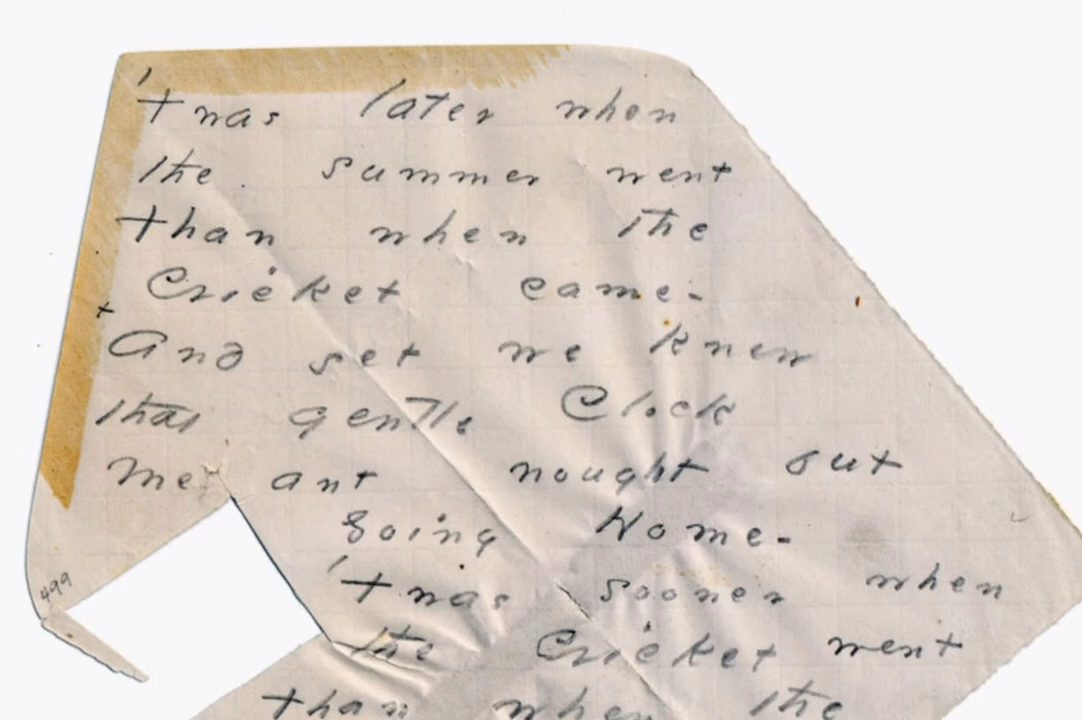 'Twas later when
the summer went
than when the
Cricket came-
+
And yet we knew
that gentle Clock
Meant nought but
Going Home-
'Twas sooner when
499
the Cricket went
than when the